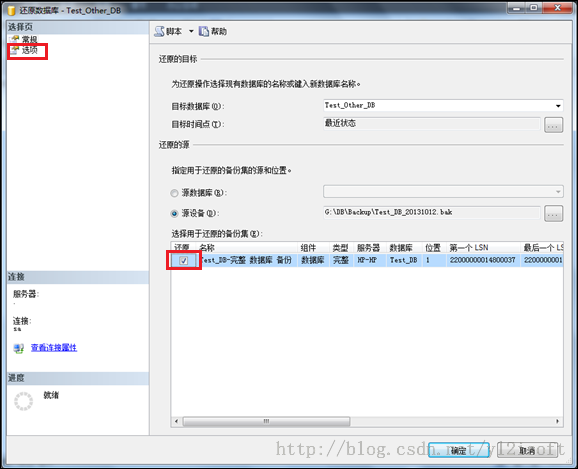 还原数据库 - Test_Other_DB
选择页
常规
选项
脚本 帮助
还原的目标
为还原操作选择现有数据库的名称或键入新数据库名称。
目标数据库(O): Test_Other_DB
目标时间点(T): 最近状态 ...
还原的源
指定用于还原的备份集的源和位置。
源数据库(R):
源设备(D): G:\DB\Backup\Test_DB_20131012.bak ...
选择用于还原的备份集(E):
还原 名称 组件 类型 服务器 数据库 位置 第一个 LSN 最后一个 L
Test_DB-完整 数据库 备份 数据库 完整 HP-HP Test_DB 1 22000000014800037 2200000001
连接
服务器:
.
连接:
sa
查看连接属性
进度
就绪
确定 取消